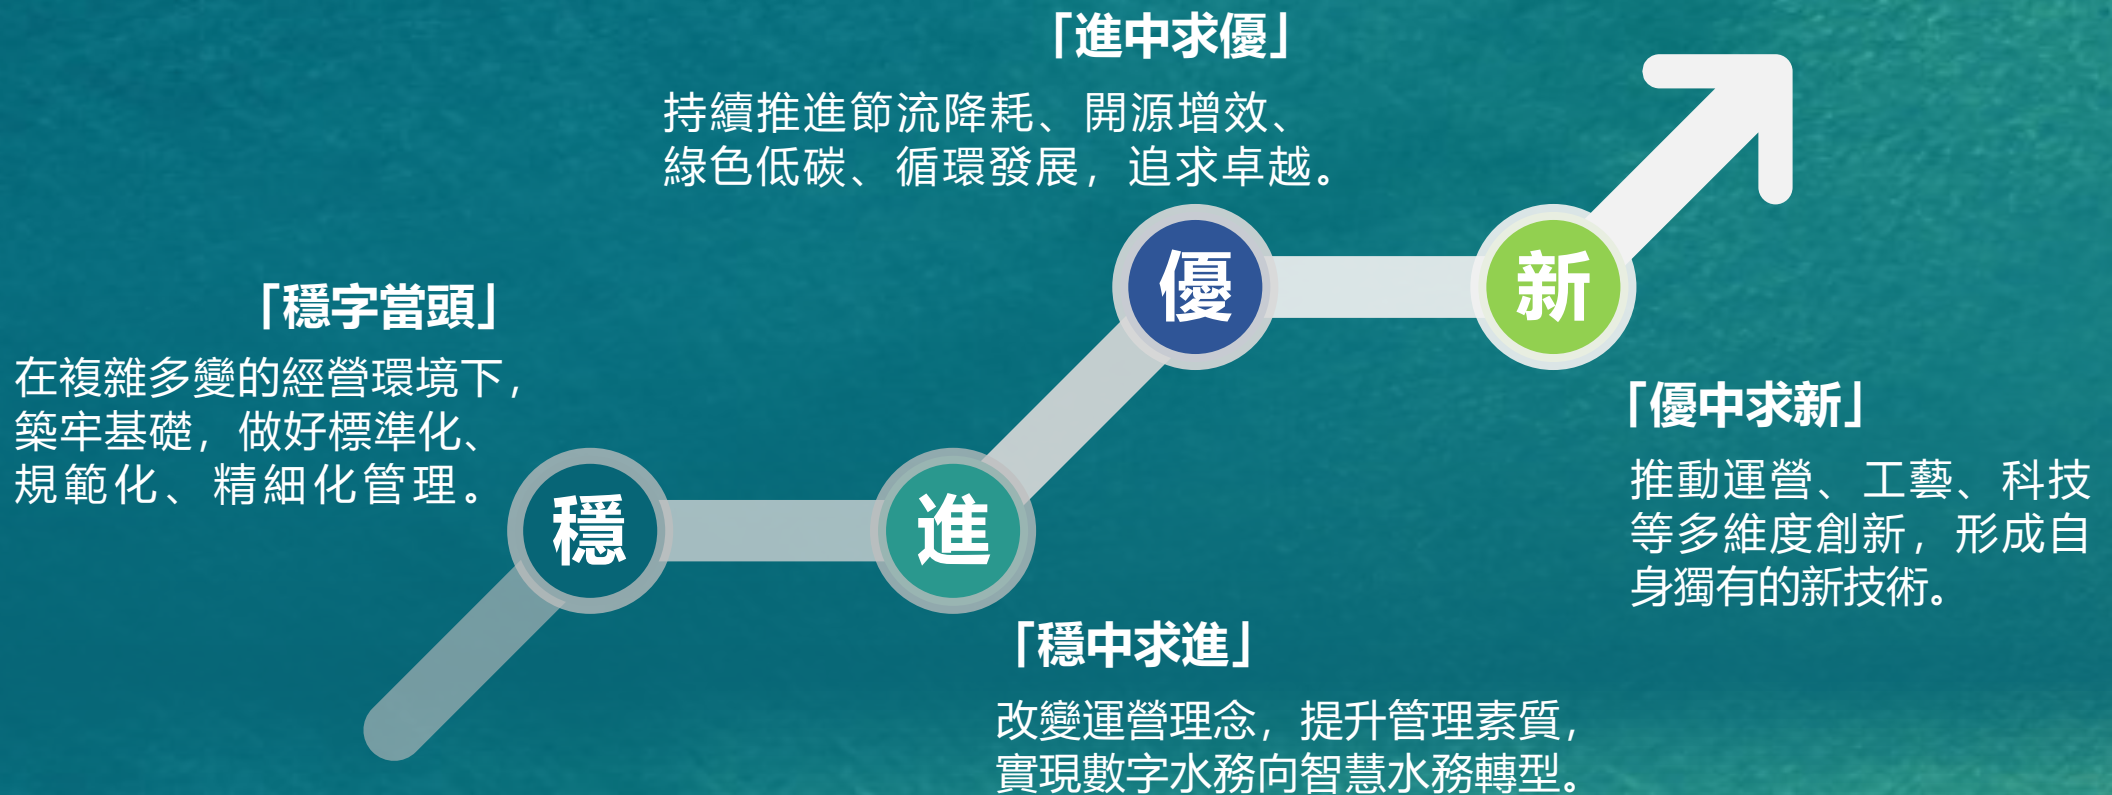 「穩字當頭」
在複雜多變的經營環境下，
築牢基礎，做好標準化、
規範化、精細化管理。
穩
進
「穩中求進」
改變運營理念，提升管理素質，
實現數字水務向智慧水務轉型。
「進中求優」
持續推進節流降耗、開源增效、
綠色低碳、循環發展，追求卓越。
優
新
「優中求新」
推動運營、工藝、科技
等多維度創新，形成自
身獨有的新技術。